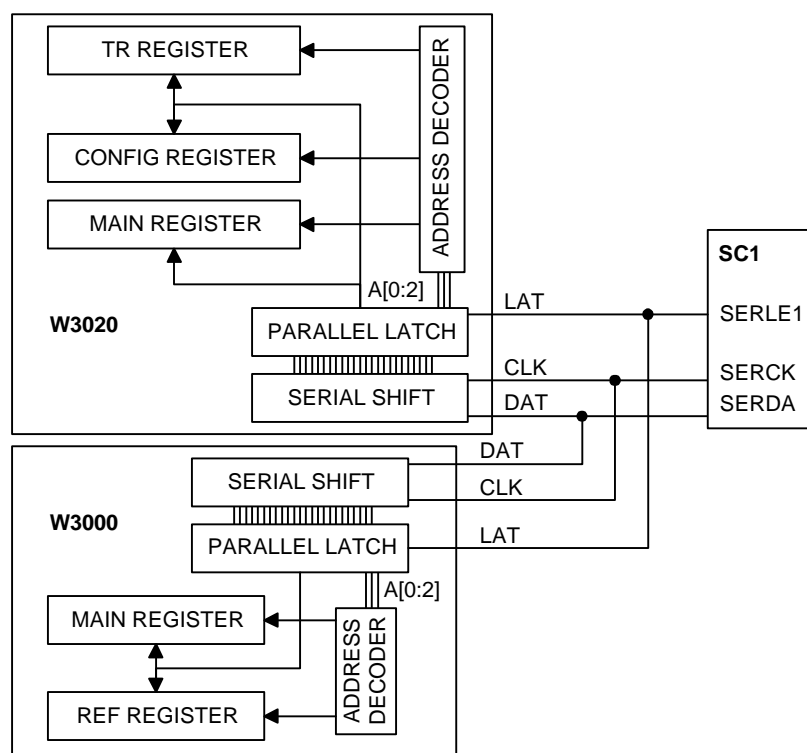 TR REGISTER
CONFIG REGISTER
MAIN REGISTER
ADDRESS DECODER
A[0:2]
W3020
PARALLEL LATCH
SERIAL SHIFT
LAT
CLK
DAT
SC1
SERLE1
SERCK
SERDA
DAT
CLK
LAT
SERIAL SHIFT
W3000
PARALLEL LATCH
A[0:2]
MAIN REGISTER
REF REGISTER
ADDRESS
DECODER